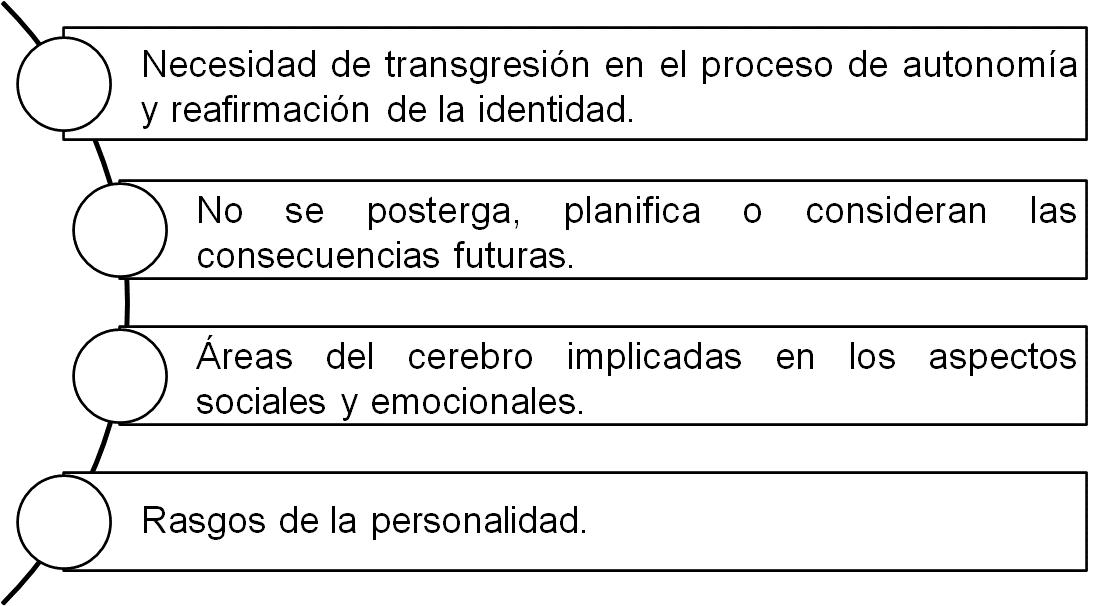 Necesidad de transgresión en el proceso de autonomía
y reafirmación de la identidad.
No se posterga, planifica o consideran las
consecuencias futuras.
Áreas del cerebro implicadas en los aspectos
sociales y emocionales.
Rasgos de la personalidad.